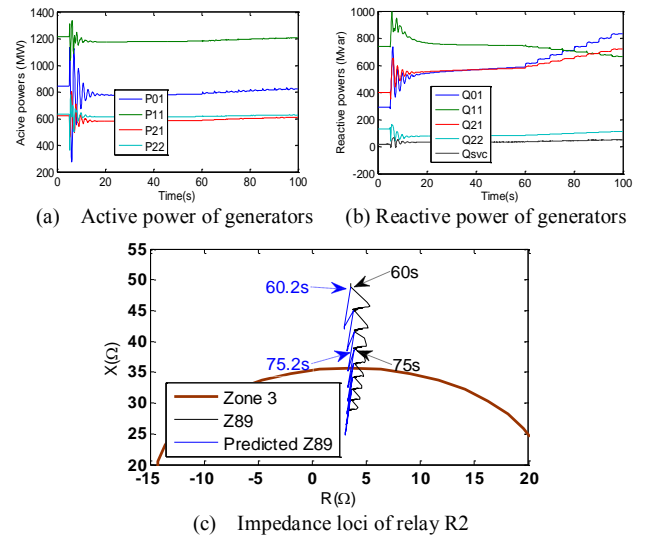 1400
1200
1000
800
600
400
200
0 20 40 60 80 100
Acive powers (MW)
Time(s)
P01
P11
P21
P22
(a) Active power of generators
1000
800
600
400
200
0
-200
0 20 40 60 80 100
Reactive powers (Mvar)
Time(s)
Q01
Q11
Q21
Q22
Qsvc
(b) Reactive power of generators
55
50
45
40
35
30
25
20
-15 -10 -5 0 5 10 15 20
X(Ω)
R(Ω)
60.2s
60s
75.2s
75s
Zone 3
Z89
Predicted Z89
(c) Impedance loci of relay R2